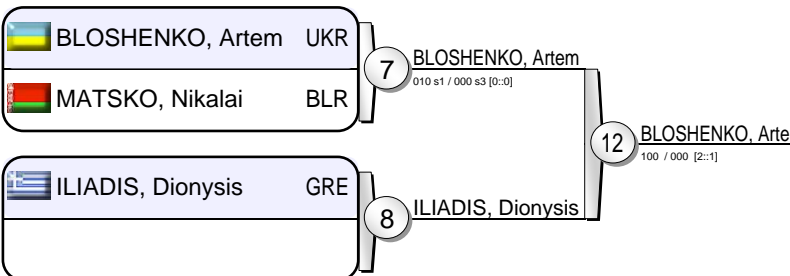 BLOSHENKO, Artem UKR
MATSKO, Nikalai BLR
7
BLOSHENKO, Artem
010 s1 / 000 s3 [0::0]
12
BLOSHENKO, Arte
100 / 000 [2::1]
ILIADIS, Dionysis GRE
8
ILIADIS, Dionysis